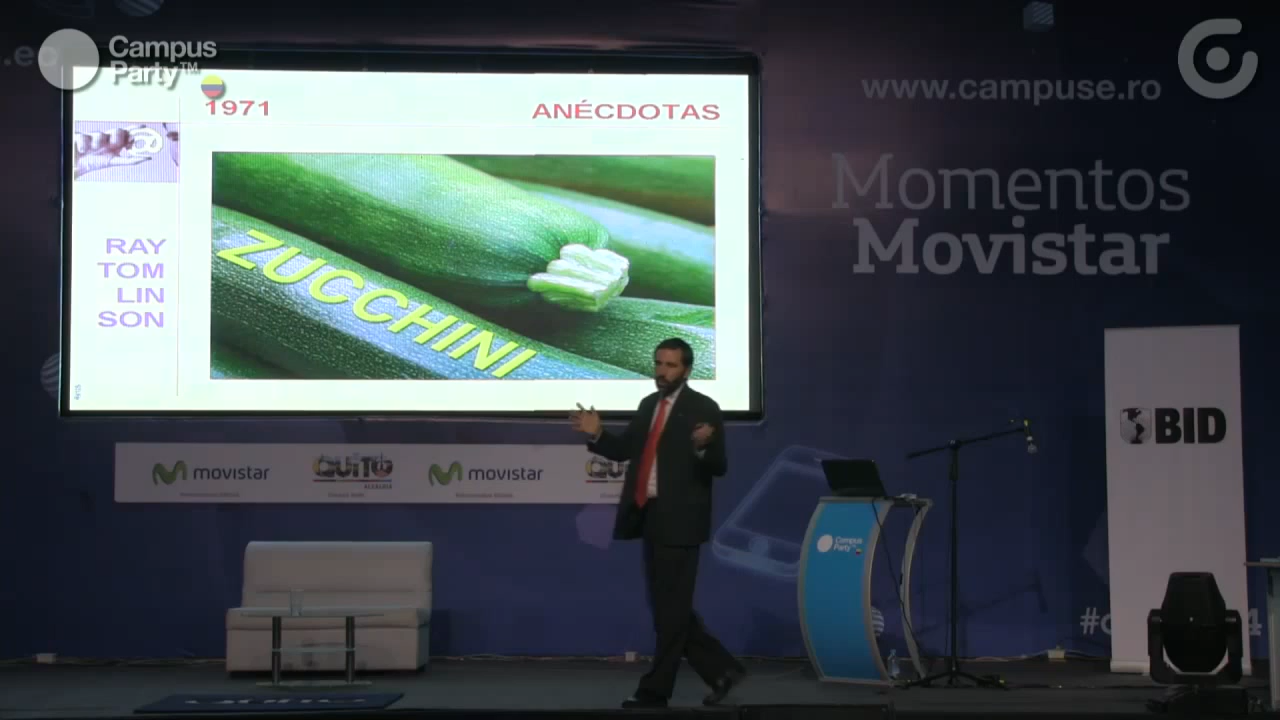 Campus
Party™
www.campuse.ro
1971
ANÉCDOTAS
@
RAY
TOM
LIN
SON
ZUCCHINI
Momentos
Movistar
movistar
QUITO
movistar
BID
Campus
Party